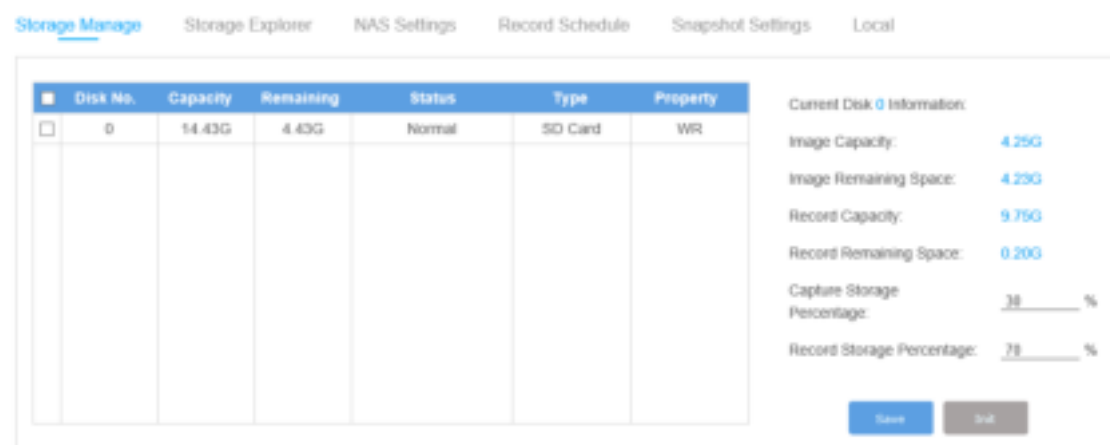 Storage Manage Storage Explorer NAS Settings Record Schedule Snapshot Settings Local
Disk No. Capacity Remaining Status Type Property
0 14.43G 4.43G Normal SD Card WR
Current Disk 0 Information:
Image Capacity: 4.25G
Image Remaining Space: 4.23G
Record Capacity: 9.75G
Record Remaining Space: 0.20G
Capture Storage
Percentage: 30 %
Record Storage Percentage: 70 %
Save Init